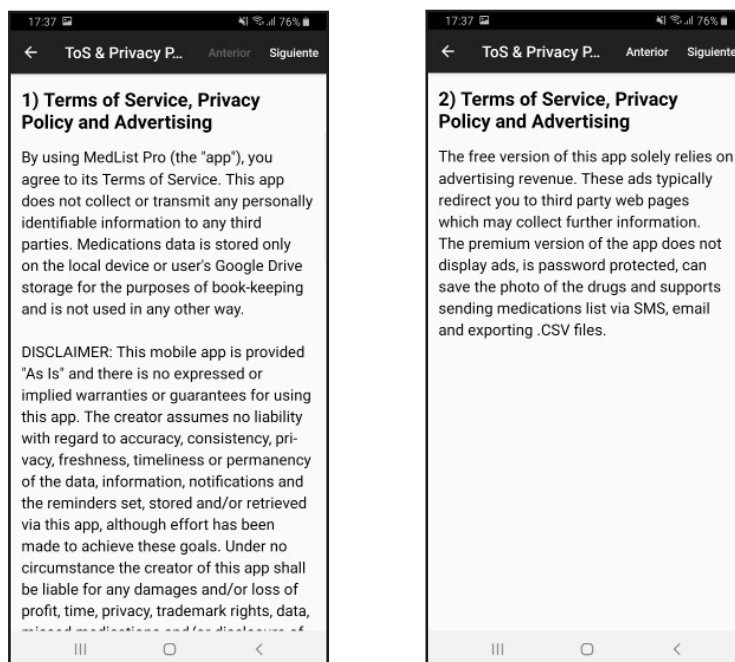 17:37
76%
ToS & Privacy P...
Anterior
Siguiente
1) Terms of Service, Privacy
Policy and Advertising
By using MedList Pro (the "app"), you
agree to its Terms of Service. This app
does not collect or transmit any personally
identifiable information to any third
parties. Medications data is stored only
on the local device or user's Google Drive
storage for the purposes of book-keeping
and is not used in any other way.
DISCLAIMER: This mobile app is provided
"As Is" and there is no expressed or
implied warranties or guarantees for using
this app. The creator assumes no liability
with regard to accuracy, consistency, pri-
vacy, freshness, timeliness or permanency
of the data, information, notifications and
the reminders set, stored and/or retrieved
via this app, although effort has been
made to achieve these goals. Under no
circumstance the creator of this app shall
be liable for any damages and/or loss of
profit, time, privacy, trademark rights, data,
17:37
76%
ToS & Privacy P...
Anterior
Siguiente
2) Terms of Service, Privacy
Policy and Advertising
The free version of this app solely relies on
advertising revenue. These ads typically
redirect you to third party web pages
which may collect further information.
The premium version of the app does not
display ads, is password protected, can
save the photo of the drugs and supports
sending medications list via SMS, email
and exporting .CSV files.